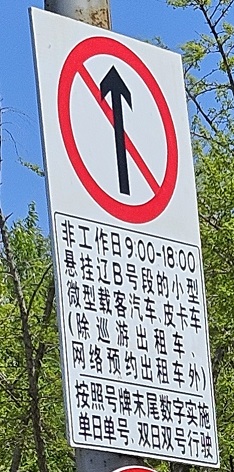 非工作日9:00-18:00
悬挂辽B号段的小型
微型载客汽车、皮卡车
(除巡游出租车、
网络预约出租车外)
按照号牌末尾数字实施
单日单号、双日双号行驶